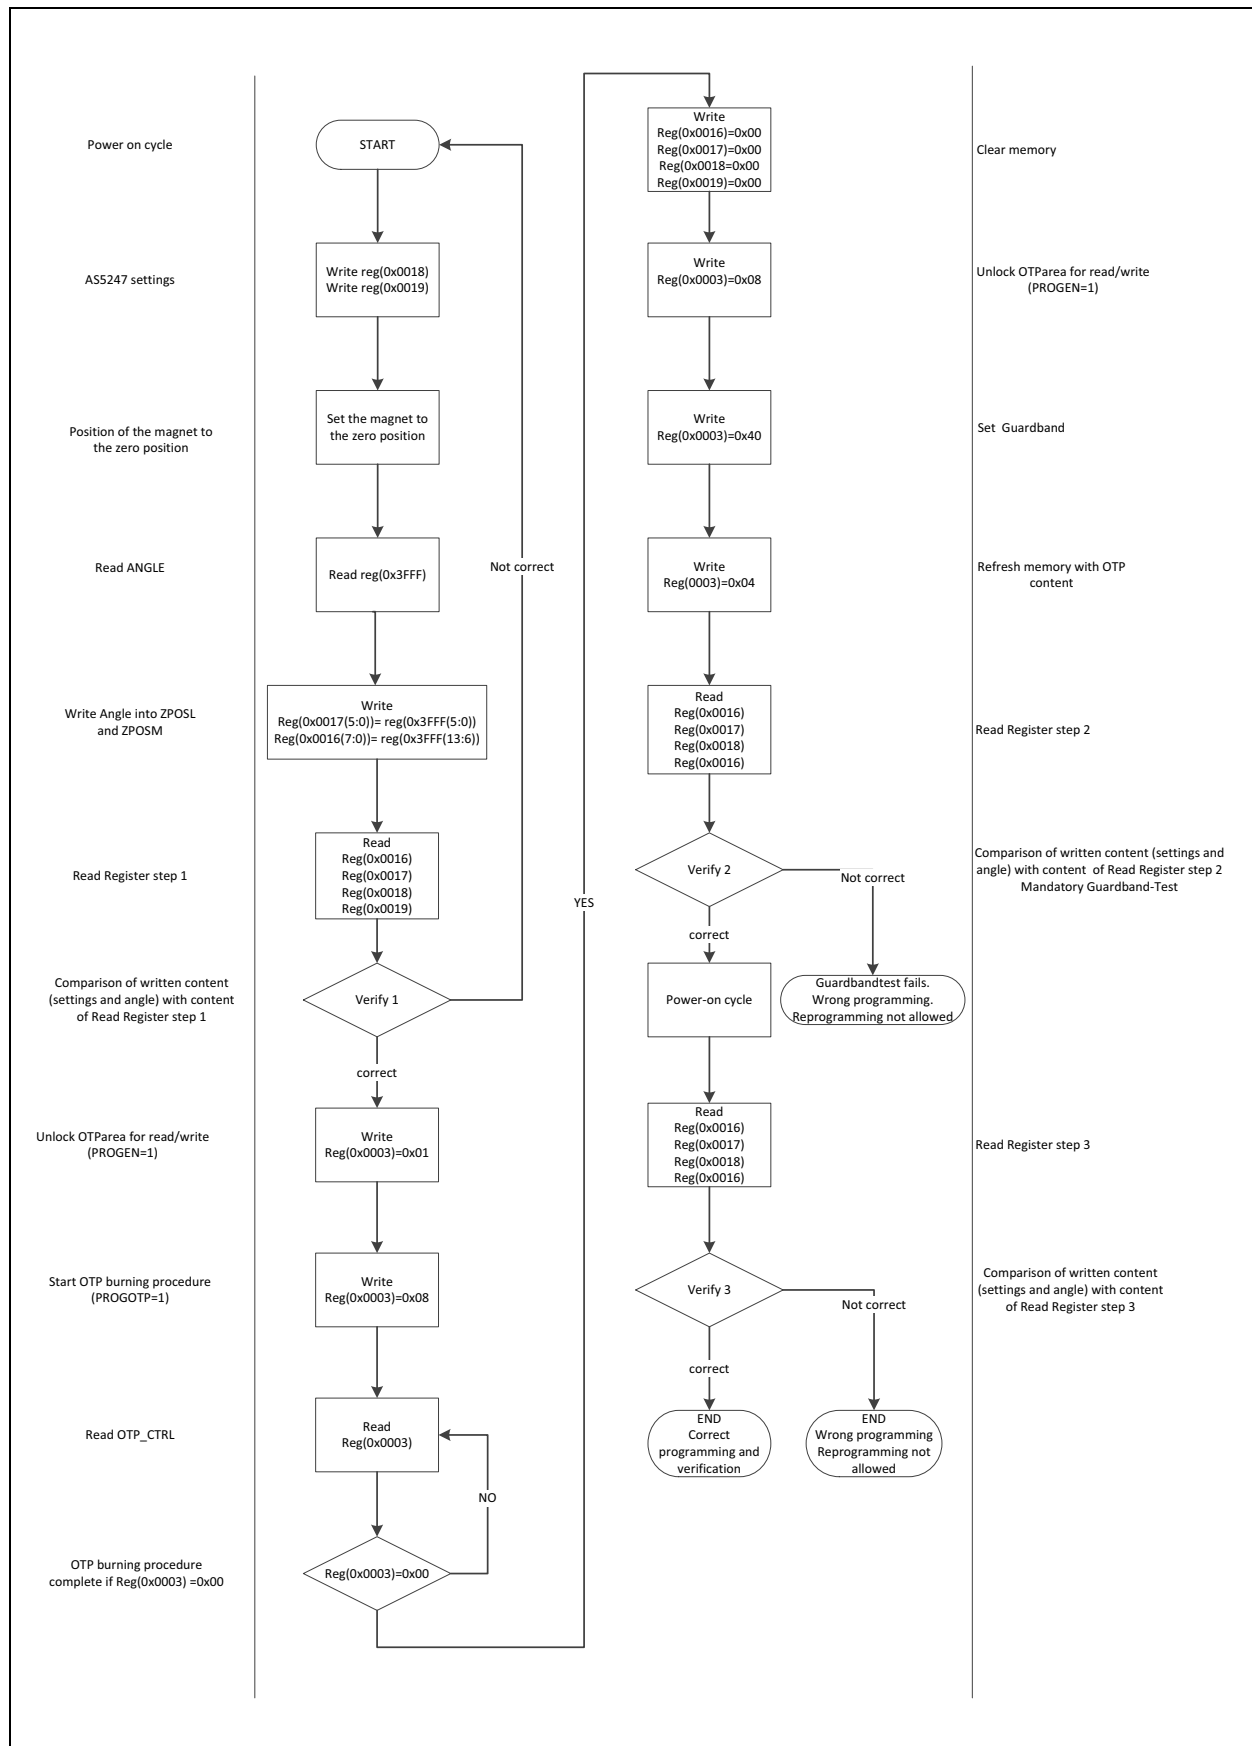 Power on cycle
START
AS5247 settings
Write reg(0x0018)
Write reg(0x0019)
Position of the magnet to
the zero position
Set the magnet to
the zero position
Read ANGLE
Read reg(0x3FFF)
Not correct
Write Angle into ZPOSL
and ZPOSM
Write
Reg(0x0017(5:0))= reg(0x3FFF(5:0))
Reg(0x0016(7:0))= reg(0x3FFF(13:6))
Read Register step 1
Read
Reg(0x0016)
Reg(0x0017)
Reg(0x0018)
Reg(0x0019)
Comparison of written content
(settings and angle) with content
of Read Register step 1
Verify 1
correct
Unlock OTParea for read/write
(PROGEN=1)
Write
Reg(0x0003)=0x01
Start OTP burning procedure
(PROGOTP=1)
Write
Reg(0x0003)=0x08
Read OTP_CTRL
Read
Reg(0x0003)
NO
OTP burning procedure
complete if Reg(0x0003) =0x00
Reg(0x0003)=0x00
YES
Write
Reg(0x0016)=0x00
Reg(0x0017)=0x00
Reg(0x0018=0x00
Reg(0x0019)=0x00
Clear memory
Write
Reg(0x0003)=0x08
Unlock OTParea for read/write
(PROGEN=1)
Write
Reg(0x0003)=0x40
Set Guardband
Write
Reg(0003)=0x04
Refresh memory with OTP
content
Read
Reg(0x0016)
Reg(0x0017)
Reg(0x0018)
Reg(0x0016)
Read Register step 2
Verify 2
Not correct
Comparison of written content (settings and
angle) with content of Read Register step 2
Mandatory Guardband-Test
correct
Power-on cycle
Guardbandtest fails.
Wrong programming.
Reprogramming not allowed
Read
Reg(0x0016)
Reg(0x0017)
Reg(0x0018)
Reg(0x0016)
Read Register step 3
Verify 3
Not correct
Comparison of written content
(settings and angle) with content
of Read Register step 3
correct
END
Correct
programming and
verification
END
Wrong programming
Reprogramming not
allowed